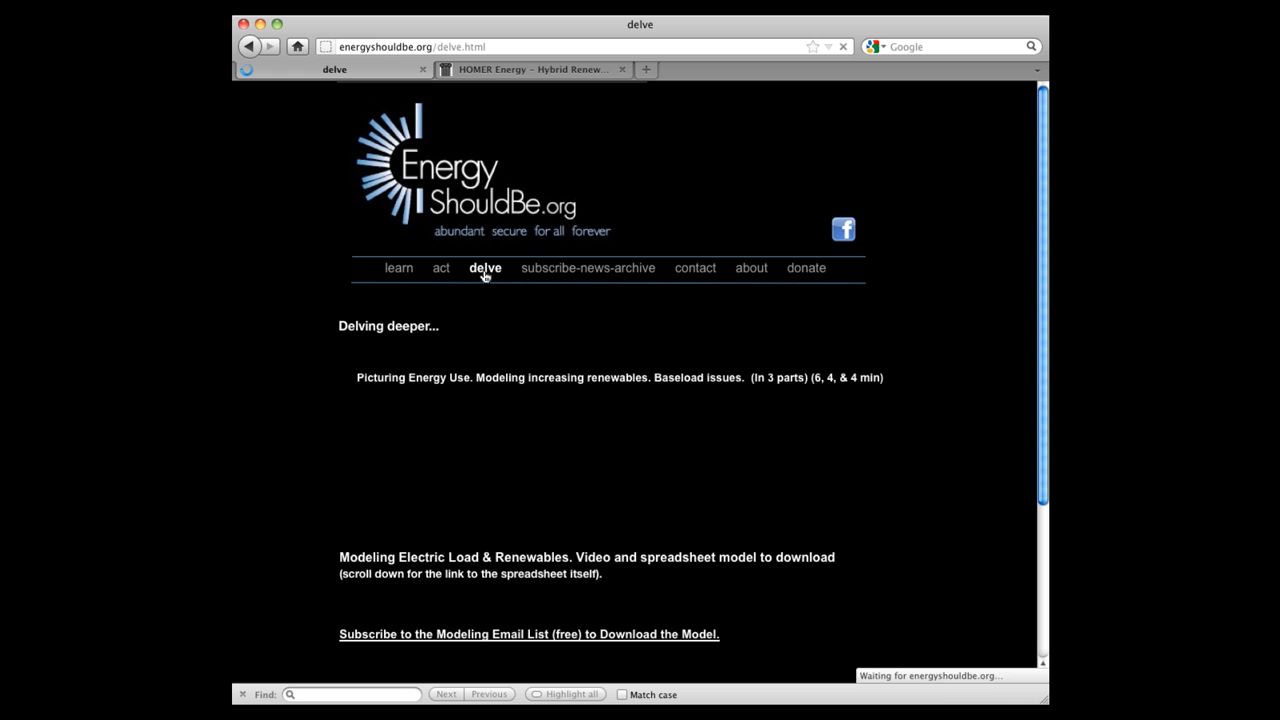 delve
energyshouldbe.org/delve.html
Google
delve
HOMER Energy - Hybrid Renew...
Energy
ShouldBe.org
abundant secure for all forever
f
learn act delve subscribe-news-archive contact about donate
Delving deeper...
Picturing Energy Use. Modeling increasing renewables. Baseload issues. (In 3 parts) (6, 4, & 4 min)
Modeling Electric Load & Renewables. Video and spreadsheet model to download
(scroll down for the link to the spreadsheet itself).
Subscribe to the Modeling Email List (free) to Download the Model.
Waiting for energyshouldbe.org...
Find: Next Previous Highlight all Match case